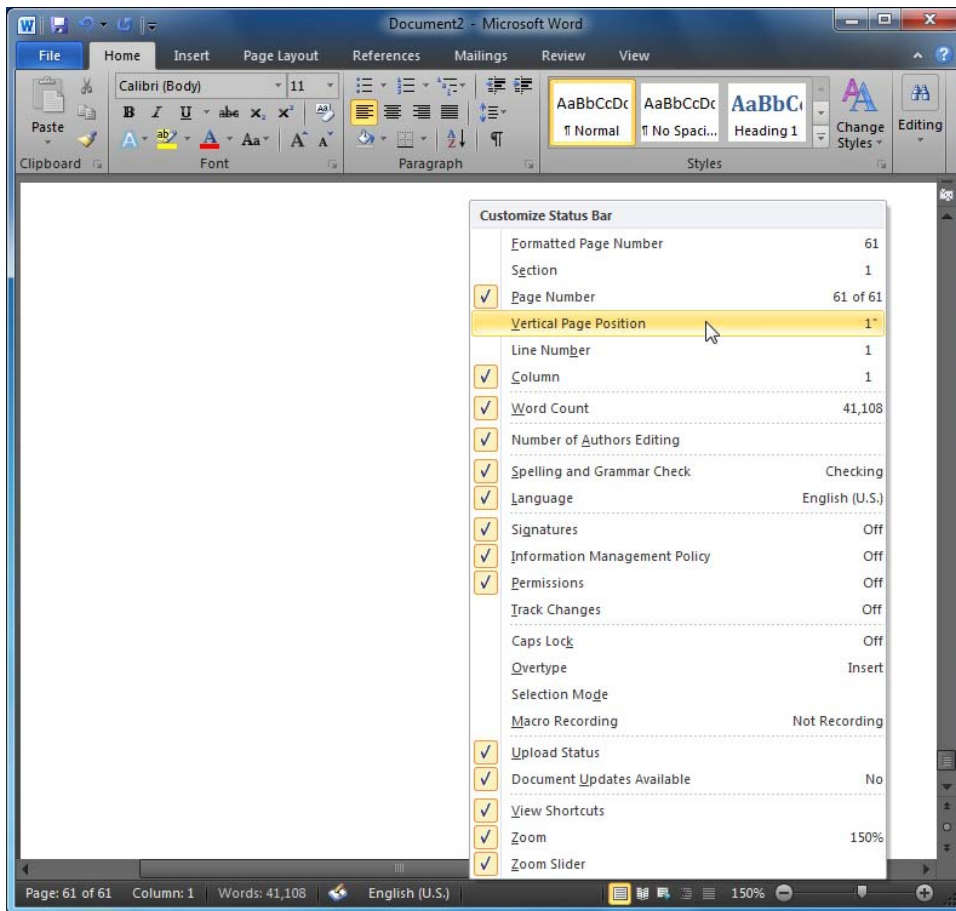 Document2 - Microsoft Word
File Home Insert Page Layout References Mailings Review View
Calibri (Body) 11
AaBbCcDc AaBbCcDc AaBbC
Paste
¶ Normal ¶ No Spaci... Heading 1
Change Styles
Editing
Clipboard Font Paragraph Styles
Customize Status Bar
Formatted Page Number 61
Section 1
Page Number 61 of 61
Vertical Page Position 1"
Line Number 1
Column 1
Word Count 41,108
Number of Authors Editing
Spelling and Grammar Check Checking
Language English (U.S.)
Signatures Off
Information Management Policy Off
Permissions Off
Track Changes Off
Caps Lock Off
Overtype Insert
Selection Mode
Macro Recording Not Recording
Upload Status
Document Updates Available No
View Shortcuts
Zoom 150%
Zoom Slider
Page: 61 of 61 Column: 1 Words: 41,108 English (U.S.) 150%